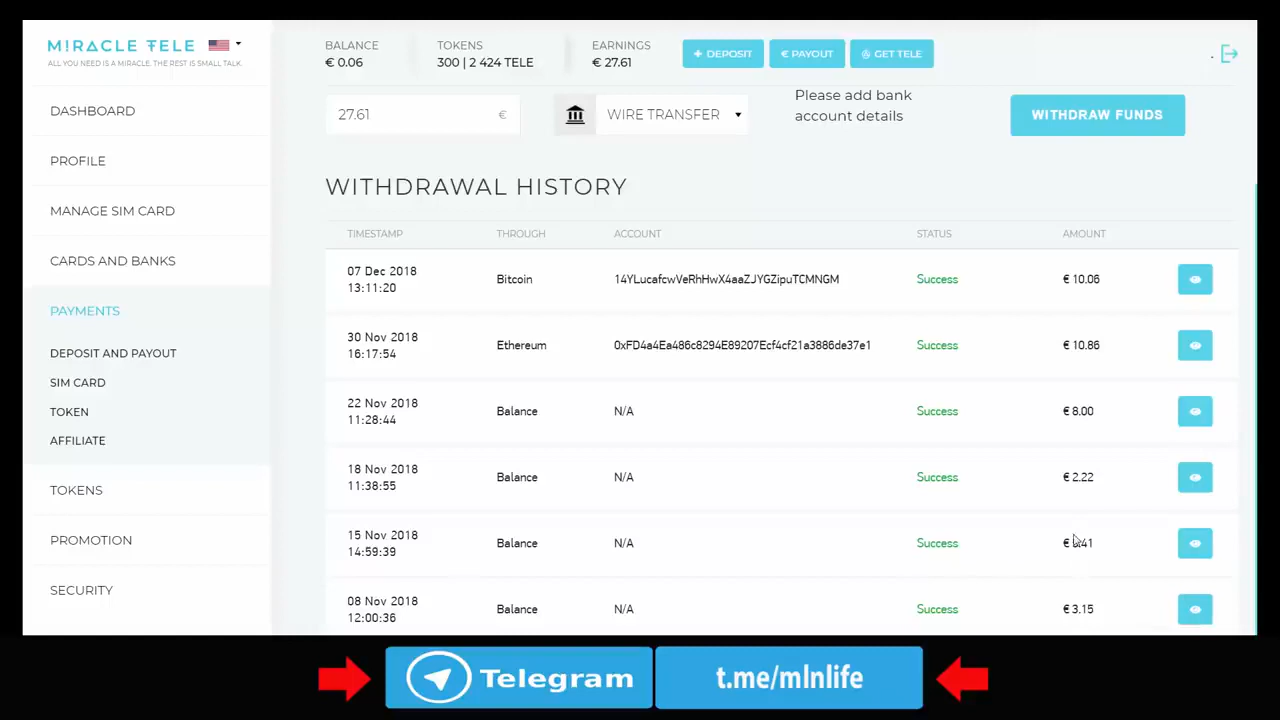 M!RACLE TELE
ALL YOU NEED IS A MIRACLE. THE REST IS SMALL TALK.
BALANCE
€ 0.06
TOKENS
300 | 2 424 TELE
EARNINGS
€ 27.61
+ DEPOSIT
€ PAYOUT
GET TELE
DASHBOARD
PROFILE
MANAGE SIM CARD
CARDS AND BANKS
PAYMENTS
DEPOSIT AND PAYOUT
SIM CARD
TOKEN
AFFILIATE
TOKENS
PROMOTION
SECURITY
27.61 €
WIRE TRANSFER
Please add bank
account details
WITHDRAW FUNDS
WITHDRAWAL HISTORY
TIMESTAMP THROUGH ACCOUNT STATUS AMOUNT
07 Dec 2018
13:11:20
Bitcoin 14YLucafcwVeRhHwX4aaZJYGZipuTCMNGM Success € 10.06
30 Nov 2018
16:17:54
Ethereum 0xFD4a4Ea486c8294E89207Ecf4cf21a3886de37e1 Success € 10.86
22 Nov 2018
11:28:44
Balance N/A Success € 8.00
18 Nov 2018
11:38:55
Balance N/A Success € 2.22
15 Nov 2018
14:59:39
Balance N/A Success
08 Nov 2018
12:00:36
Balance N/A Success € 3.15
Telegram
t.me/mlnlife